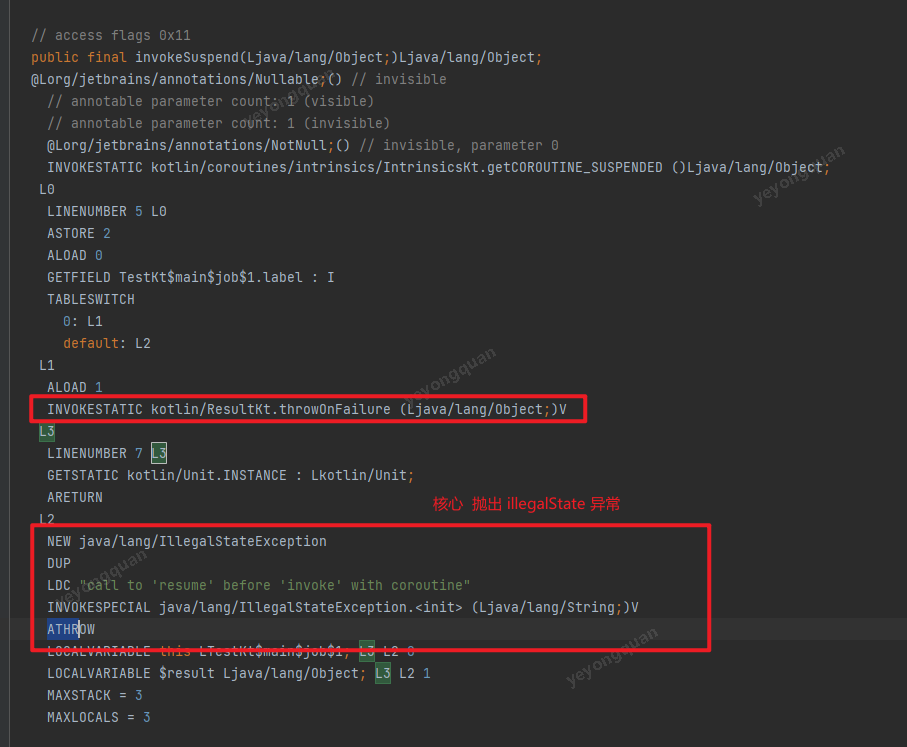 // access flags 0x11
public final invokeSuspend(Ljava/lang/Object;)Ljava/lang/Object;
@Lorg/jetbrains/annotations/Nullable;() // invisible
// annotable parameter count: 1 (visible)
// annotable parameter count: 1 (invisible)
@Lorg/jetbrains/annotations/NotNull;() // invisible, parameter 0
INVOKESTATIC kotlin/coroutines/intrinsics/IntrinsicsKt.getCOROUTINE_SUSPENDED ()Ljava/lang/Object;
L0
LINENUMBER 5 L0
ASTORE 2
ALOAD 0
GETFIELD TestKt$main$job$1.label : I
TABLESWITCH
0: L1
default: L2
L1
ALOAD 1
INVOKESTATIC kotlin/ResultKt.throwOnFailure (Ljava/lang/Object;)V
L3
LINENUMBER 7 L3
GETSTATIC kotlin/Unit.INSTANCE : Lkotlin/Unit;
ARETURN
核心 抛出 illegalState 异常
L2
NEW java/lang/IllegalStateException
DUP
LDC "call to 'resume' before 'invoke' with coroutine"
INVOKESPECIAL java/lang/IllegalStateException.<init> (Ljava/lang/String;)V
ATHROW
LOCALVARIABLE this LTestKt$main$job$1; L3 L2 0
LOCALVARIABLE $result Ljava/lang/Object; L3 L2 1
MAXSTACK = 3
MAXLOCALS = 3
yeyongquan
yeyongquan
yeyongquan
yeyongquan
yeyongquan